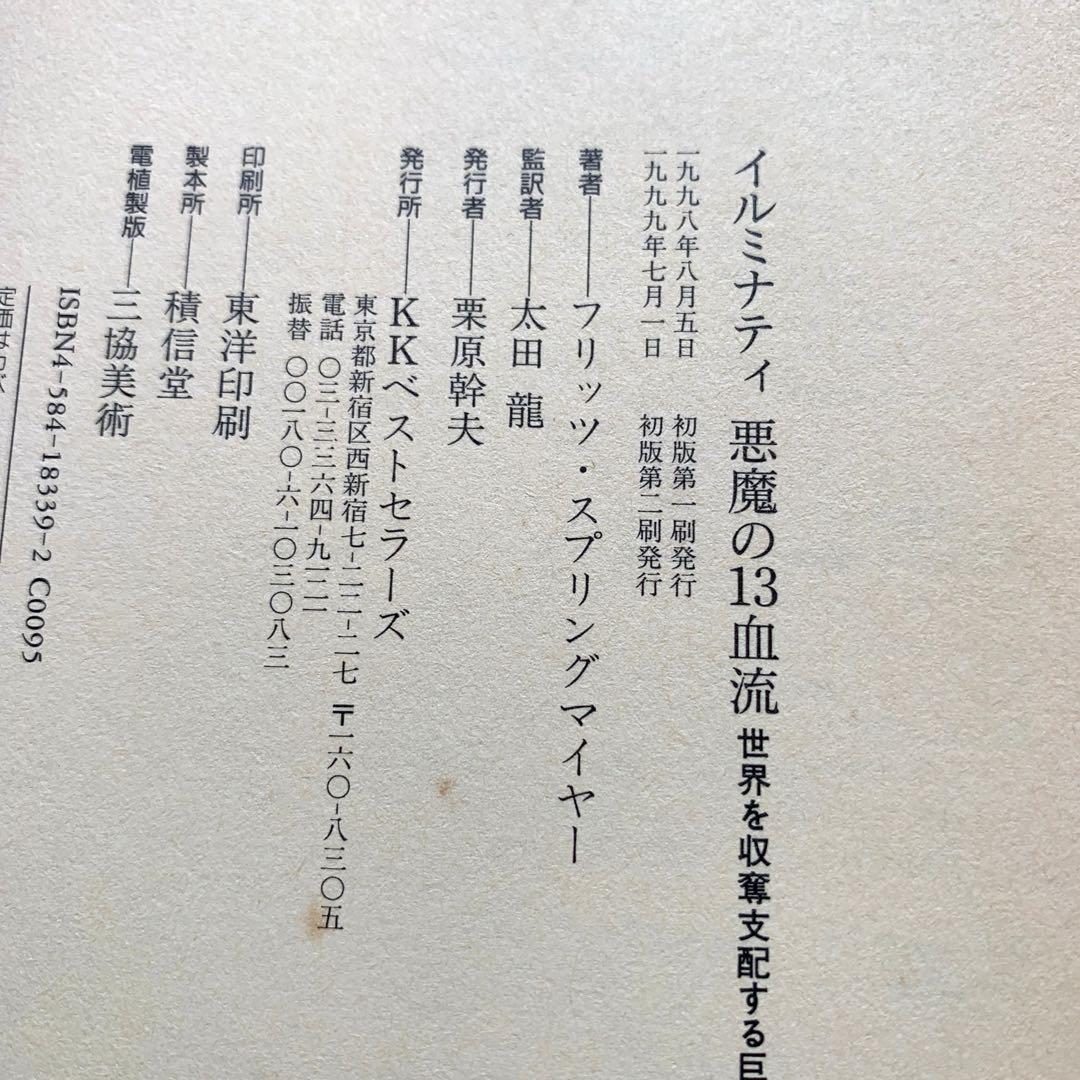 イルミナティ 悪魔の13血流 世界を収奪支配する巨
一九九八年八月五日 初版第一刷発行
一九九九年七月一日 初版第二刷発行
著者――フリッツ・スプリングマイヤー
監訳者――太田 龍
発行者――栗原幹夫
発行所――KKベストセラーズ
東京都新宿区西新宿七-二二-二七 〒一六〇-八三〇五
電話 〇三-三三六四-九一二一
振替 〇〇一八〇-六-一〇三〇八三
印刷所――東洋印刷
製本所――積信堂
電植製版――三協美術
ISBN4-584-18339-2 C0095
定価はカバ